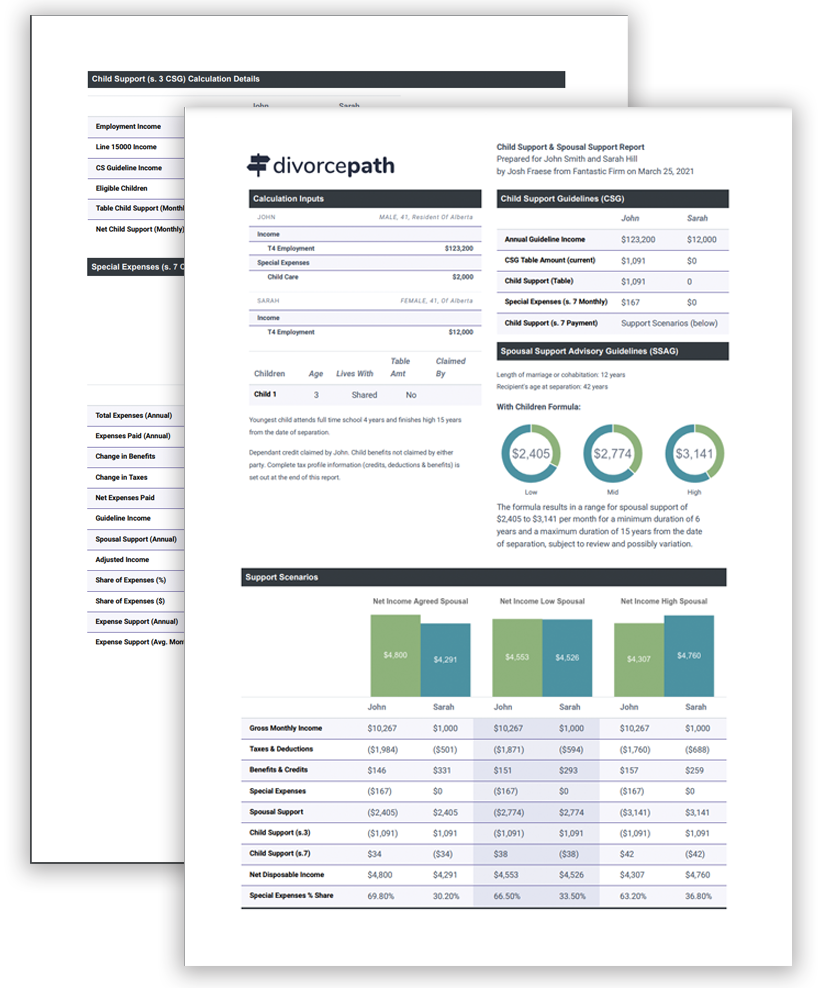 Child Support (s. 3 CSG) Calculation Details
John Sarah
Employment Income
Line 15000 Income
CS Guideline Income
Eligible Children
Table Child Support (Monthl
Net Child Support (Monthly)
Special Expenses (s. 7 C
Total Expenses (Annual)
Expenses Paid (Annual)
Change in Benefits
Change in Taxes
Net Expenses Paid
Guideline Income
Spousal Support (Annual)
Adjusted Income
Share of Expenses (%)
Share of Expenses ($)
Expense Support (Annual)
Expense Support (Avg. Mon
divorcepath
Child Support & Spousal Support Report
Prepared for John Smith and Sarah Hill
by Josh Fraese from Fantastic Firm on March 25, 2021
Calculation Inputs
JOHN MALE, 41, Resident Of Alberta
Income
T4 Employment $123,200
Special Expenses
Child Care $2,000
SARAH FEMALE, 41, Of Alberta
Income
T4 Employment $12,000
Children Age Lives With Table Amt Claimed By
Child 1 3 Shared No
Youngest child attends full time school 4 years and finishes high 15 years
from the date of separation.
Dependant credit claimed by John. Child benefits not claimed by either
party. Complete tax profile information (credits, deductions & benefits) is
set out at the end of this report.
Child Support Guidelines (CSG)
John Sarah
Annual Guideline Income $123,200 $12,000
CSG Table Amount (current) $1,091 $0
Child Support (Table) $1,091 0
Special Expenses (s. 7 Monthly) $167 $0
Child Support (s. 7 Payment) Support Scenarios (below)
Spousal Support Advisory Guidelines (SSAG)
Length of marriage or cohabitation: 12 years
Recipient's age at separation: 42 years
With Children Formula:
$2,405 $2,774 $3,141
Low Mid High
The formula results in a range for spousal support of
$2,405 to $3,141 per month for a minimum duration of 6
years and a maximum duration of 15 years from the date
of separation, subject to review and possibly variation.
Support Scenarios
Net Income Agreed Spousal Net Income Low Spousal Net Income High Spousal
$4,800 $4,291 $4,553 $4,526 $4,307 $4,760
John Sarah John Sarah John Sarah
Gross Monthly Income $10,267 $1,000 $10,267 $1,000 $10,267 $1,000
Taxes & Deductions ($1,984) ($501) ($1,871) ($594) ($1,760) ($688)
Benefits & Credits $146 $331 $151 $293 $157 $259
Special Expenses ($167) $0 ($167) $0 ($167) $0
Spousal Support ($2,405) $2,405 ($2,774) $2,774 ($3,141) $3,141
Child Support (s.3) ($1,091) $1,091 ($1,091) $1,091 ($1,091) $1,091
Child Support (s.7) $34 ($34) $38 ($38) $42 ($42)
Net Disposable Income $4,800 $4,291 $4,553 $4,526 $4,307 $4,760
Special Expenses % Share 69.80% 30.20% 66.50% 33.50% 63.20% 36.80%